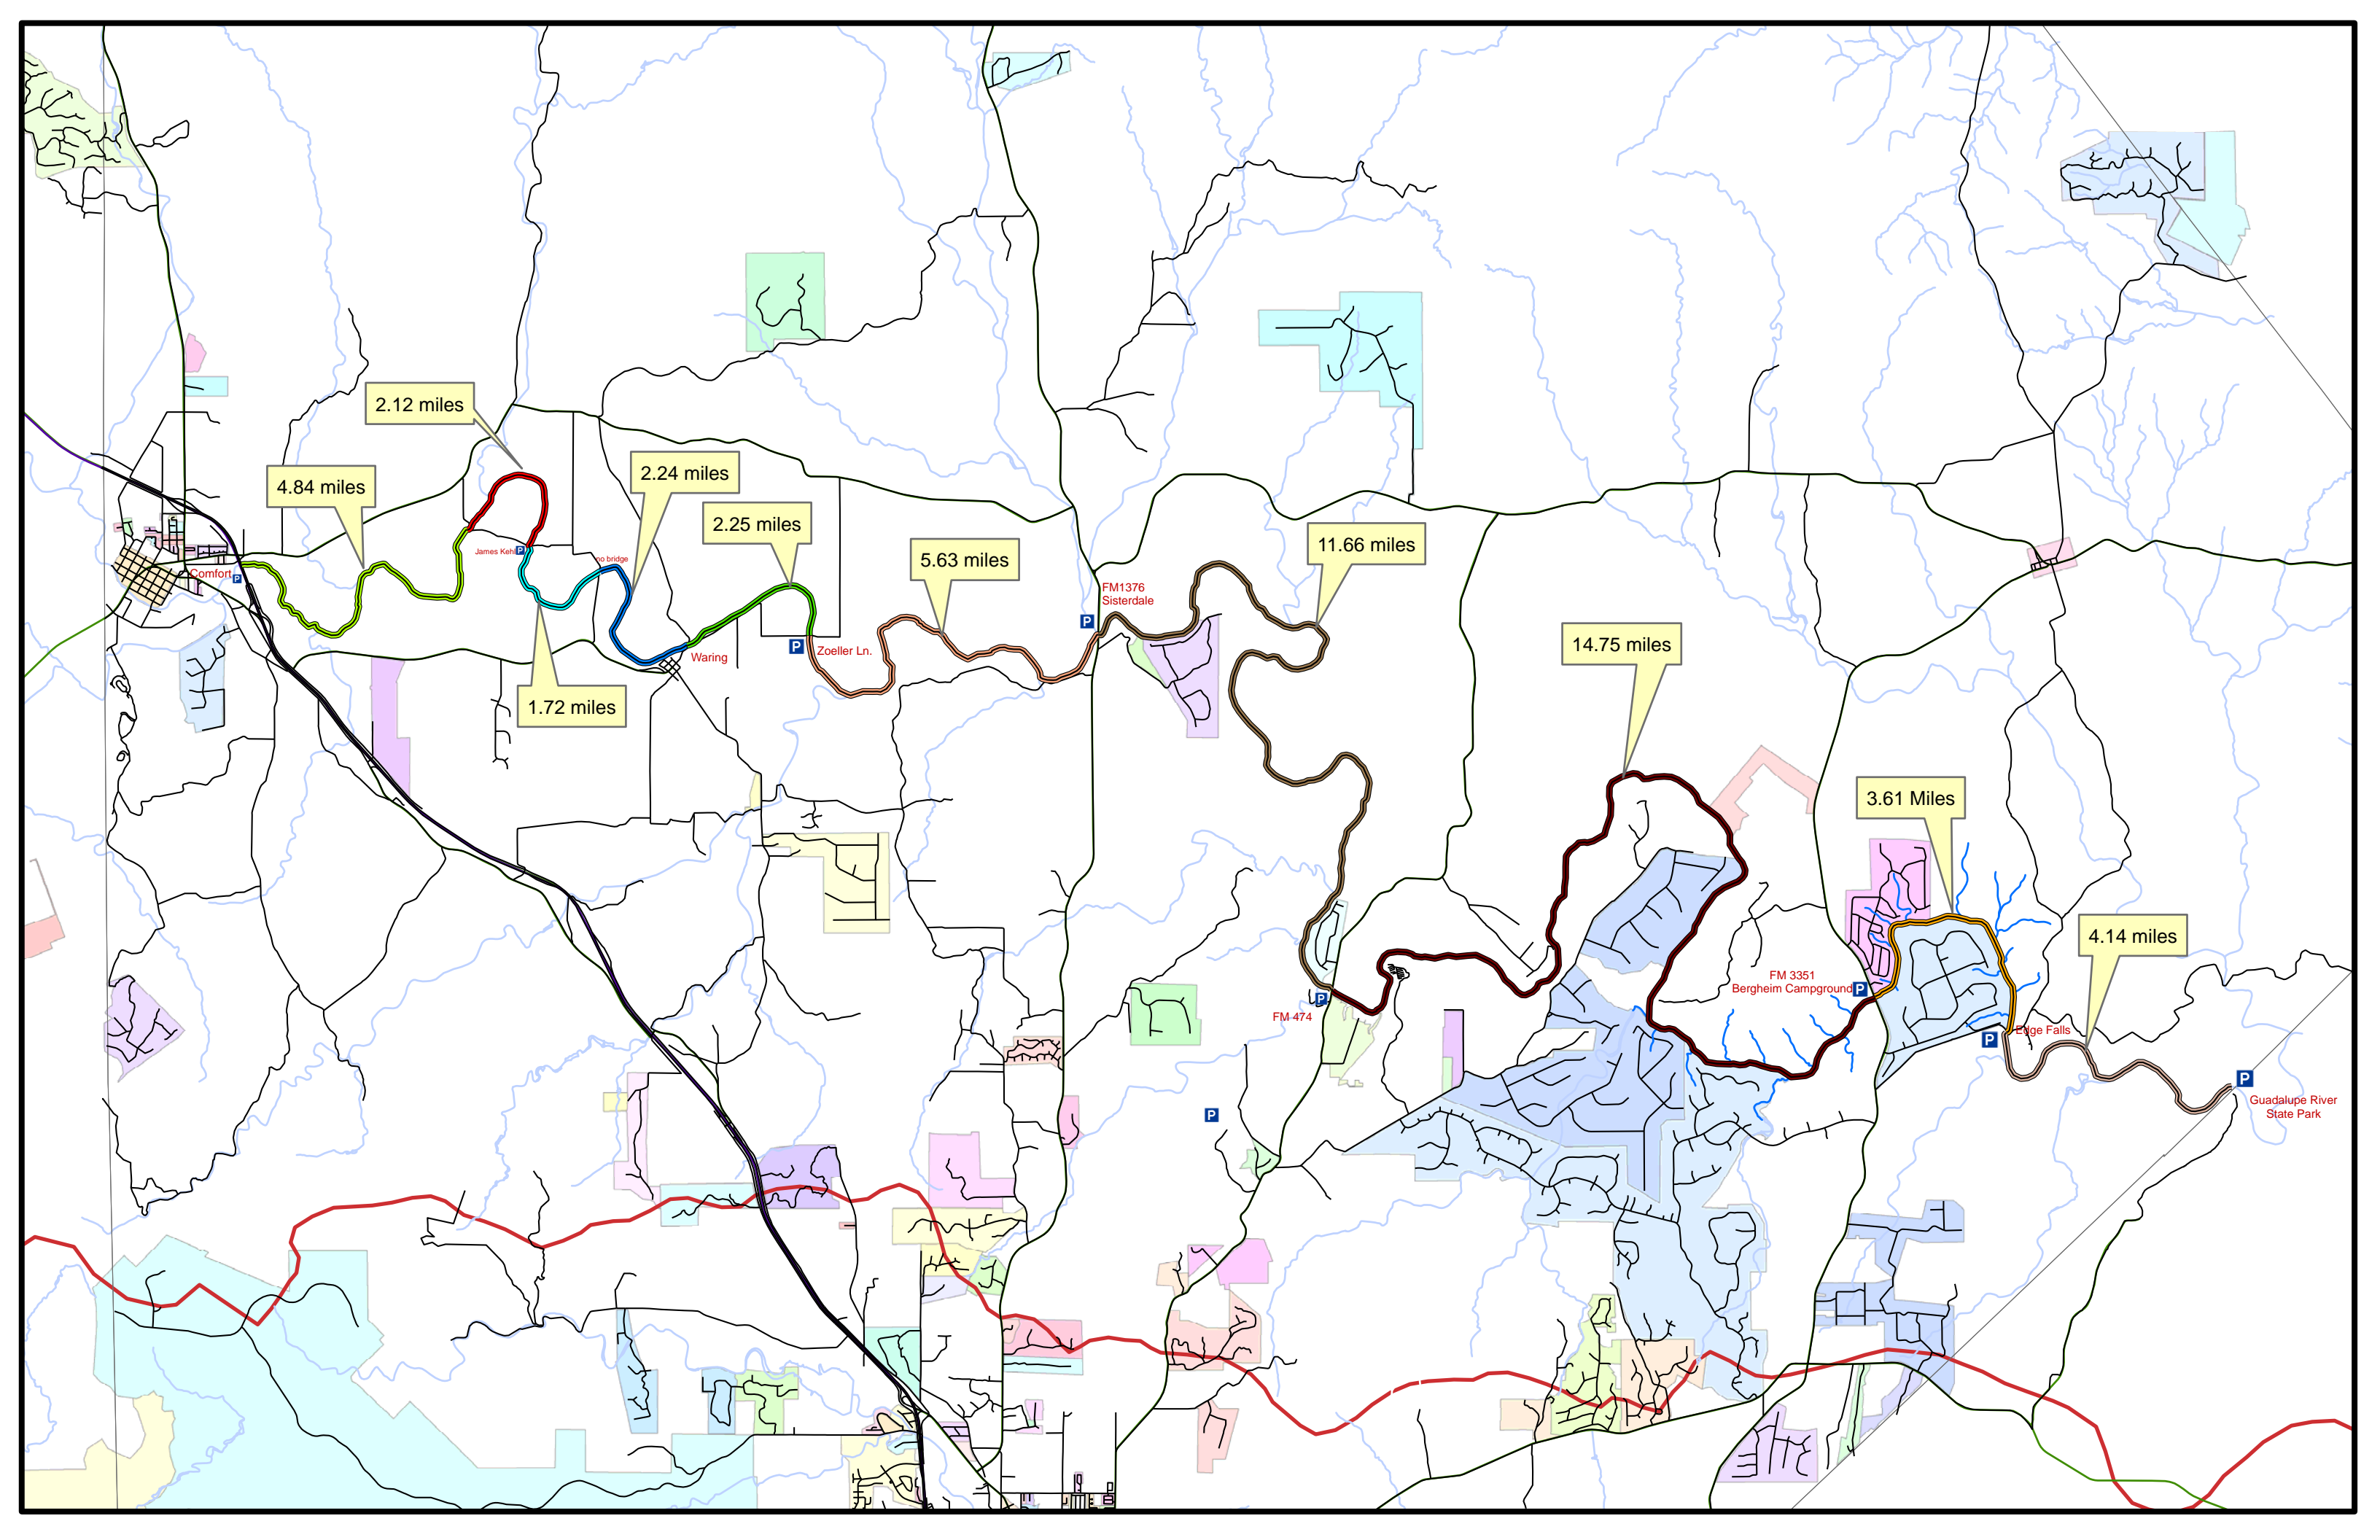 2.12 miles
4.84 miles
2.24 miles
2.25 miles
5.63 miles
11.66 miles
James Kehl
P
no bridge
Comfort
P
FM1376
Sisterdale
P
P
Zoeller Ln.
Waring
1.72 miles
14.75 miles
3.61 Miles
4.14 miles
FM 3351
Bergheim Campground
P
P
FM 474
Edge Falls
P
P
Guadalupe River
State Park
P